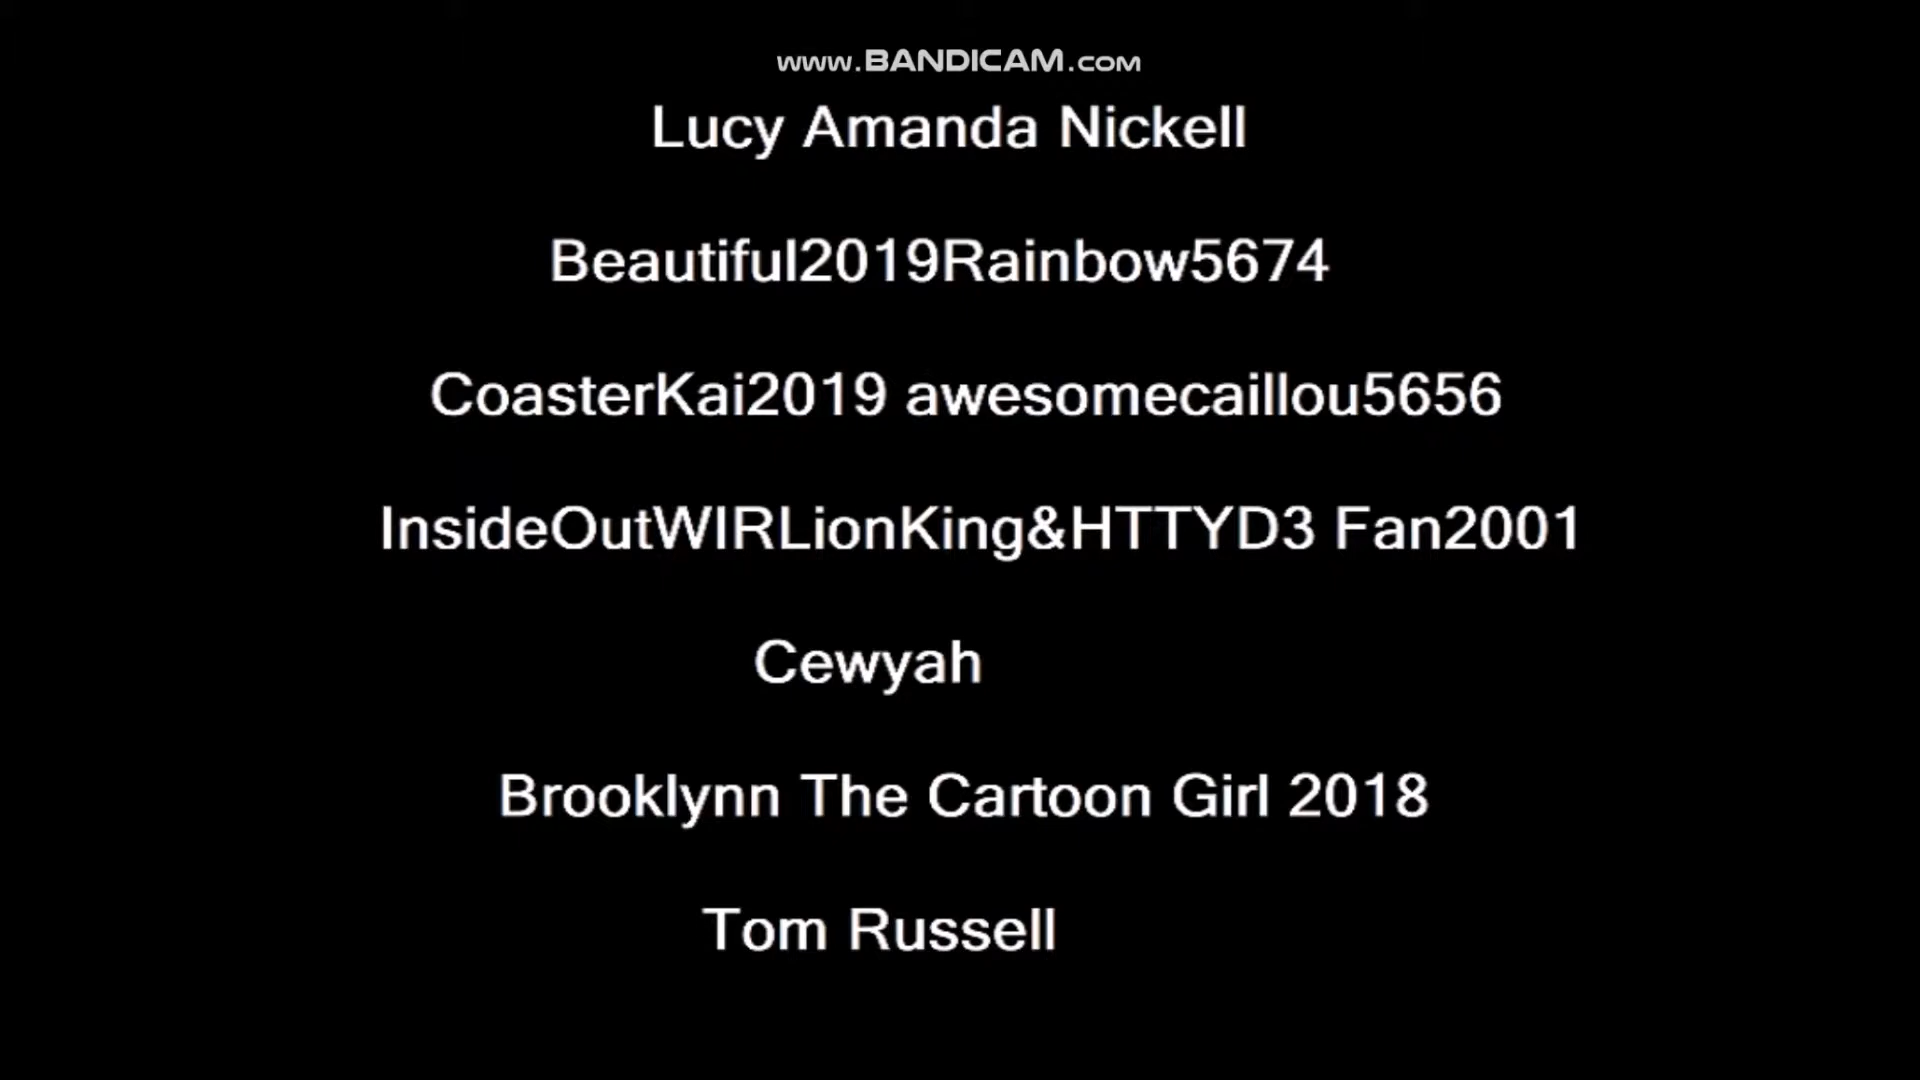 www.BANDICAM.com
Lucy Amanda Nickell
Beautiful2019Rainbow5674
CoasterKai2019 awesomecaillou5656
InsideOutWIRLionKing&HTTYD3 Fan2001
Cewyah
Brooklynn The Cartoon Girl 2018
Tom Russell